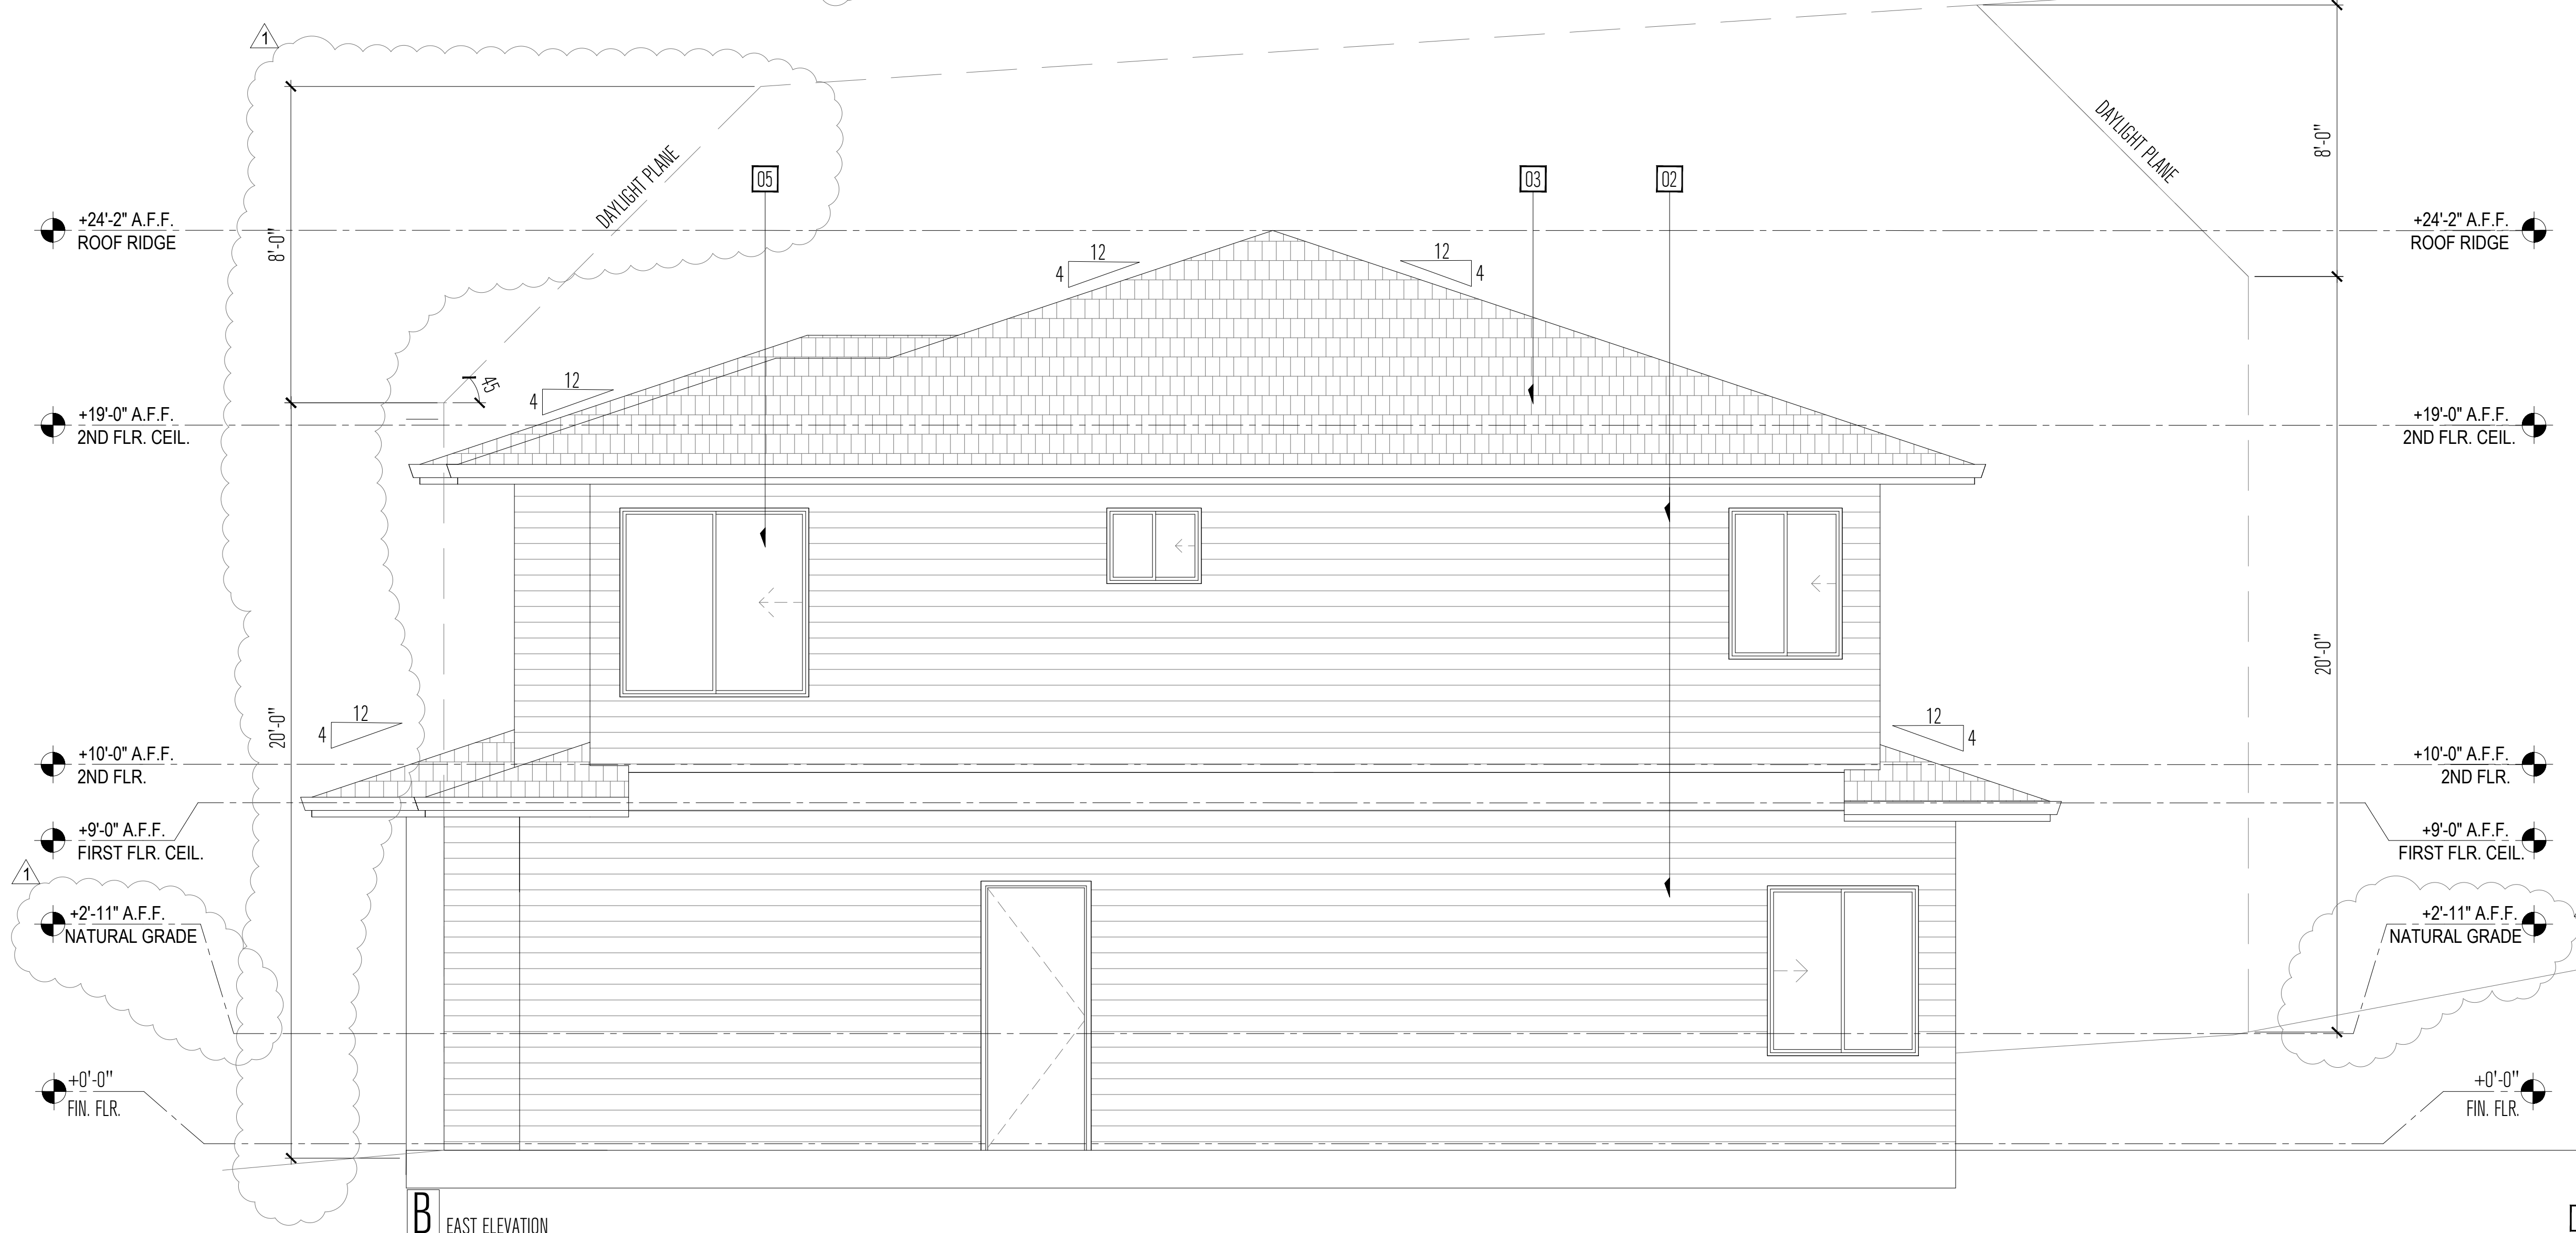 1
DAYLIGHT PLANE
DAYLIGHT PLANE
8'-0"
05
03
02
+24'-2" A.F.F.
ROOF RIDGE
8'-0"
12
4
12
4
+24'-2" A.F.F.
ROOF RIDGE
12
4
45
+19'-0" A.F.F.
2ND FLR. CEIL.
+19'-0" A.F.F.
2ND FLR. CEIL.
20'-0"
20'-0"
12
4
12
4
+10'-0" A.F.F.
2ND FLR.
+10'-0" A.F.F.
2ND FLR.
+9'-0" A.F.F.
FIRST FLR. CEIL.
+9'-0" A.F.F.
FIRST FLR. CEIL.
1
+2'-11" A.F.F.
NATURAL GRADE
+2'-11" A.F.F.
NATURAL GRADE
+0'-0"
FIN. FLR.
+0'-0"
FIN. FLR.
B
EAST ELEVATION